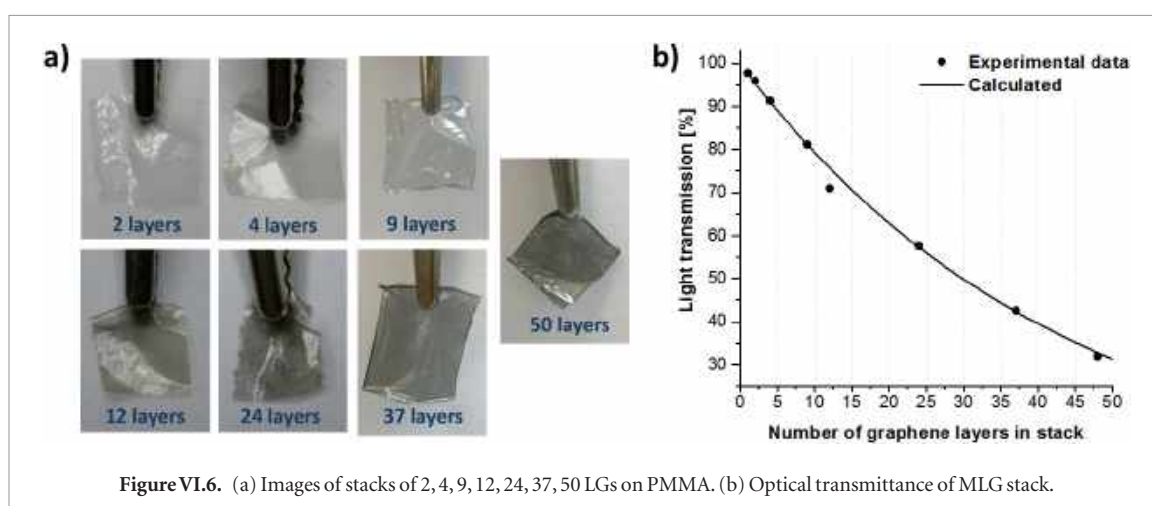 a)
2 layers
4 layers
9 layers
12 layers
24 layers
37 layers
50 layers
b)
Experimental data
Calculated
Light transmission [%]
100
90
80
70
60
50
40
30
0 5 10 15 20 25 30 35 40 45 50
Number of graphene layers in stack
Figure VI.6. (a) Images of stacks of 2, 4, 9, 12, 24, 37, 50 LGs on PMMA. (b) Optical transmittance of MLG stack.